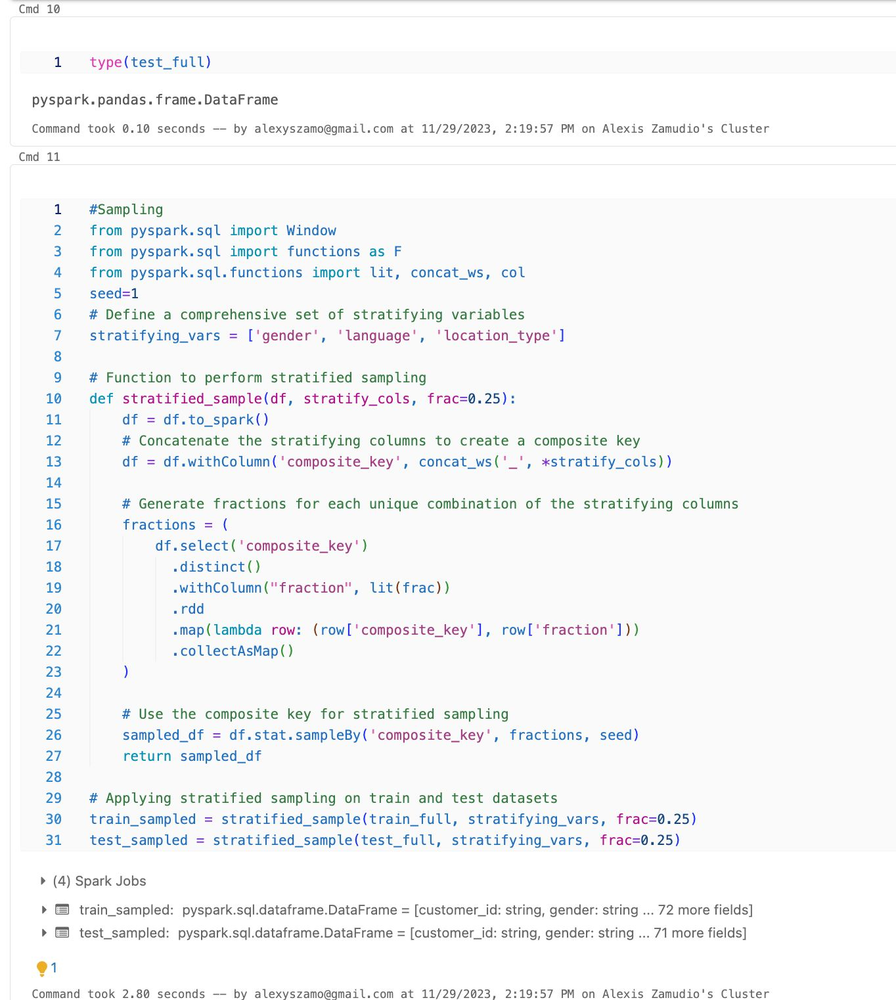 Cmd 10
1 type(test_full)
pyspark.pandas.frame.DataFrame
Command took 0.10 seconds —— by alexyszamo@gmail.com at 11/29/2023, 2:19:57 PM on Alexis Zamudio's Cluster
Cmd 11
1 #Sampling
2 from pyspark.sql import Window
3 from pyspark.sql import functions as F
4 from pyspark.sql.functions import lit, concat_ws, col
5 seed=1
6 # Define a comprehensive set of stratifying variables
7 stratifying_vars = ['gender', 'language', 'location_type']
8
9 # Function to perform stratified sampling
10 def stratified_sample(df, stratify_cols, frac=0.25):
11     df = df.to_spark()
12     # Concatenate the stratifying columns to create a composite key
13     df = df.withColumn('composite_key', concat_ws('_', *stratify_cols))
14
15     # Generate fractions for each unique combination of the stratifying columns
16     fractions = (
17         df.select('composite_key')
18           .distinct()
19           .withColumn("fraction", lit(frac))
20           .rdd
21           .map(lambda row: (row['composite_key'], row['fraction']))
22           .collectAsMap()
23     )
24
25     # Use the composite key for stratified sampling
26     sampled_df = df.stat.sampleBy('composite_key', fractions, seed)
27     return sampled_df
28
29 # Applying stratified sampling on train and test datasets
30 train_sampled = stratified_sample(train_full, stratifying_vars, frac=0.25)
31 test_sampled = stratified_sample(test_full, stratifying_vars, frac=0.25)
(4) Spark Jobs
train_sampled: pyspark.sql.dataframe.DataFrame = [customer_id: string, gender: string ... 72 more fields]
test_sampled: pyspark.sql.dataframe.DataFrame = [customer_id: string, gender: string ... 71 more fields]
1
Command took 2.80 seconds —— by alexyszamo@gmail.com at 11/29/2023, 2:19:57 PM on Alexis Zamudio's Cluster